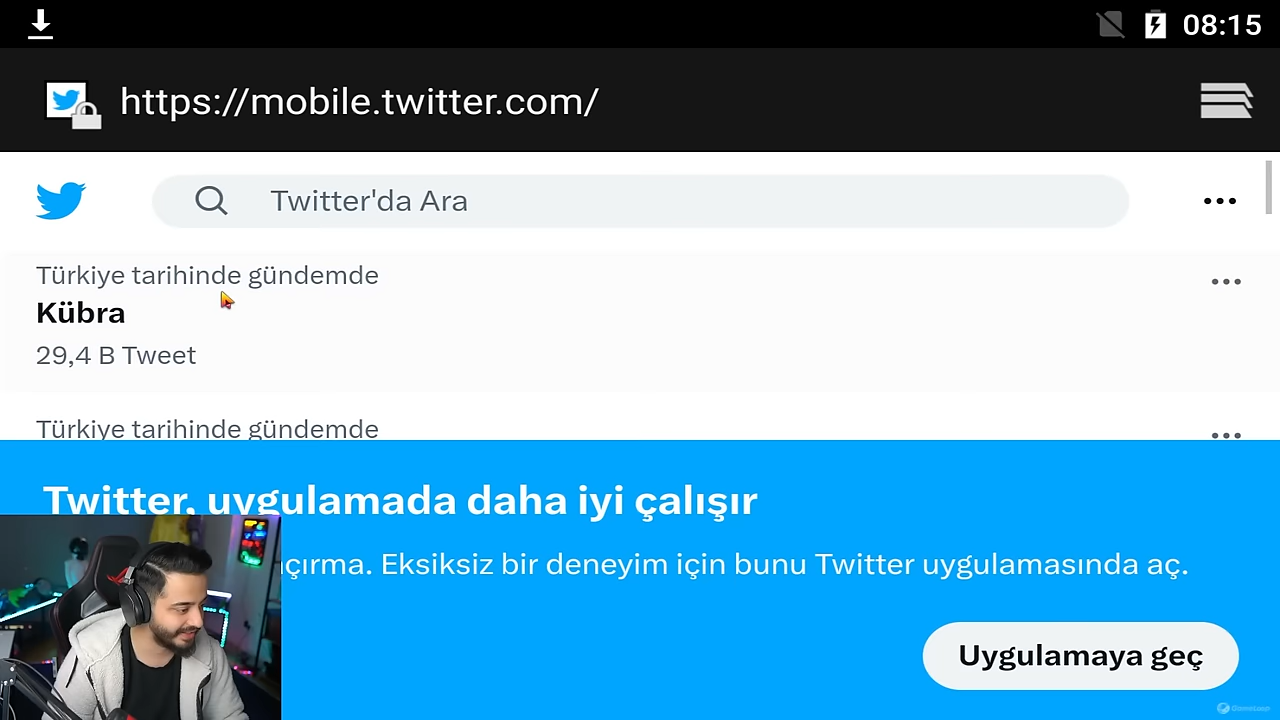 08:15
https://mobile.twitter.com/
Twitter'da Ara
Türkiye tarihinde gündemde
Kübra
29,4 B Tweet
Türkiye tarihinde gündemde
Twitter, uygulamada daha iyi çalışır
çırma. Eksiksiz bir deneyim için bunu Twitter uygulamasında aç.
Uygulamaya geç
GameLoop